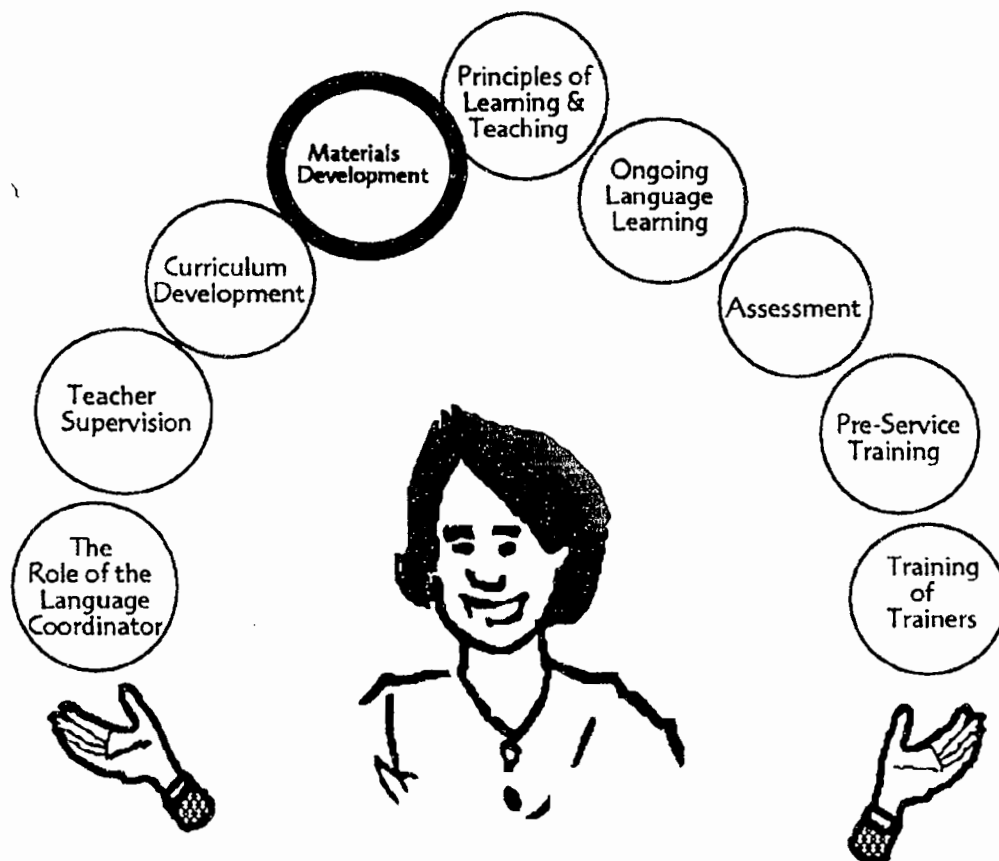 The
Role of the
Language
Coordinator
Teacher
Supervision
Curriculum
Development
Materials
Development
Principles of
Learning &
Teaching
Ongoing
Language
Learning
Assessment
Pre-Service
Training
Training
of
Trainers